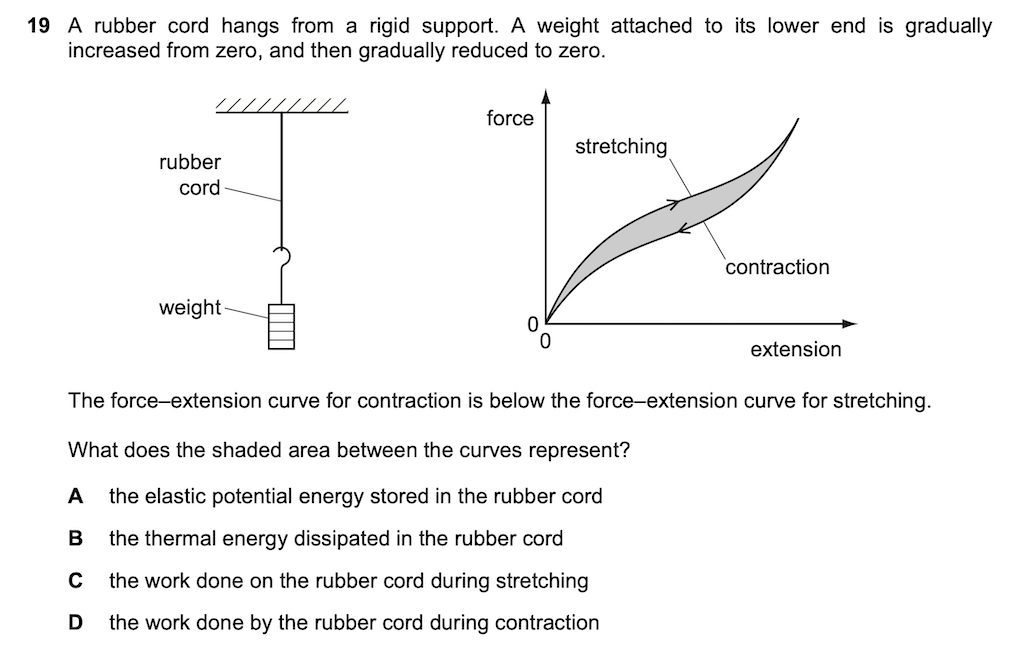 19 A rubber cord hangs from a rigid support. A weight attached to its lower end is gradually
increased from zero, and then gradually reduced to zero.
rubber
cord
weight
force
stretching
contraction
0
0
extension
The force–extension curve for contraction is below the force–extension curve for stretching.
What does the shaded area between the curves represent?
A the elastic potential energy stored in the rubber cord
B the thermal energy dissipated in the rubber cord
C the work done on the rubber cord during stretching
D the work done by the rubber cord during contraction